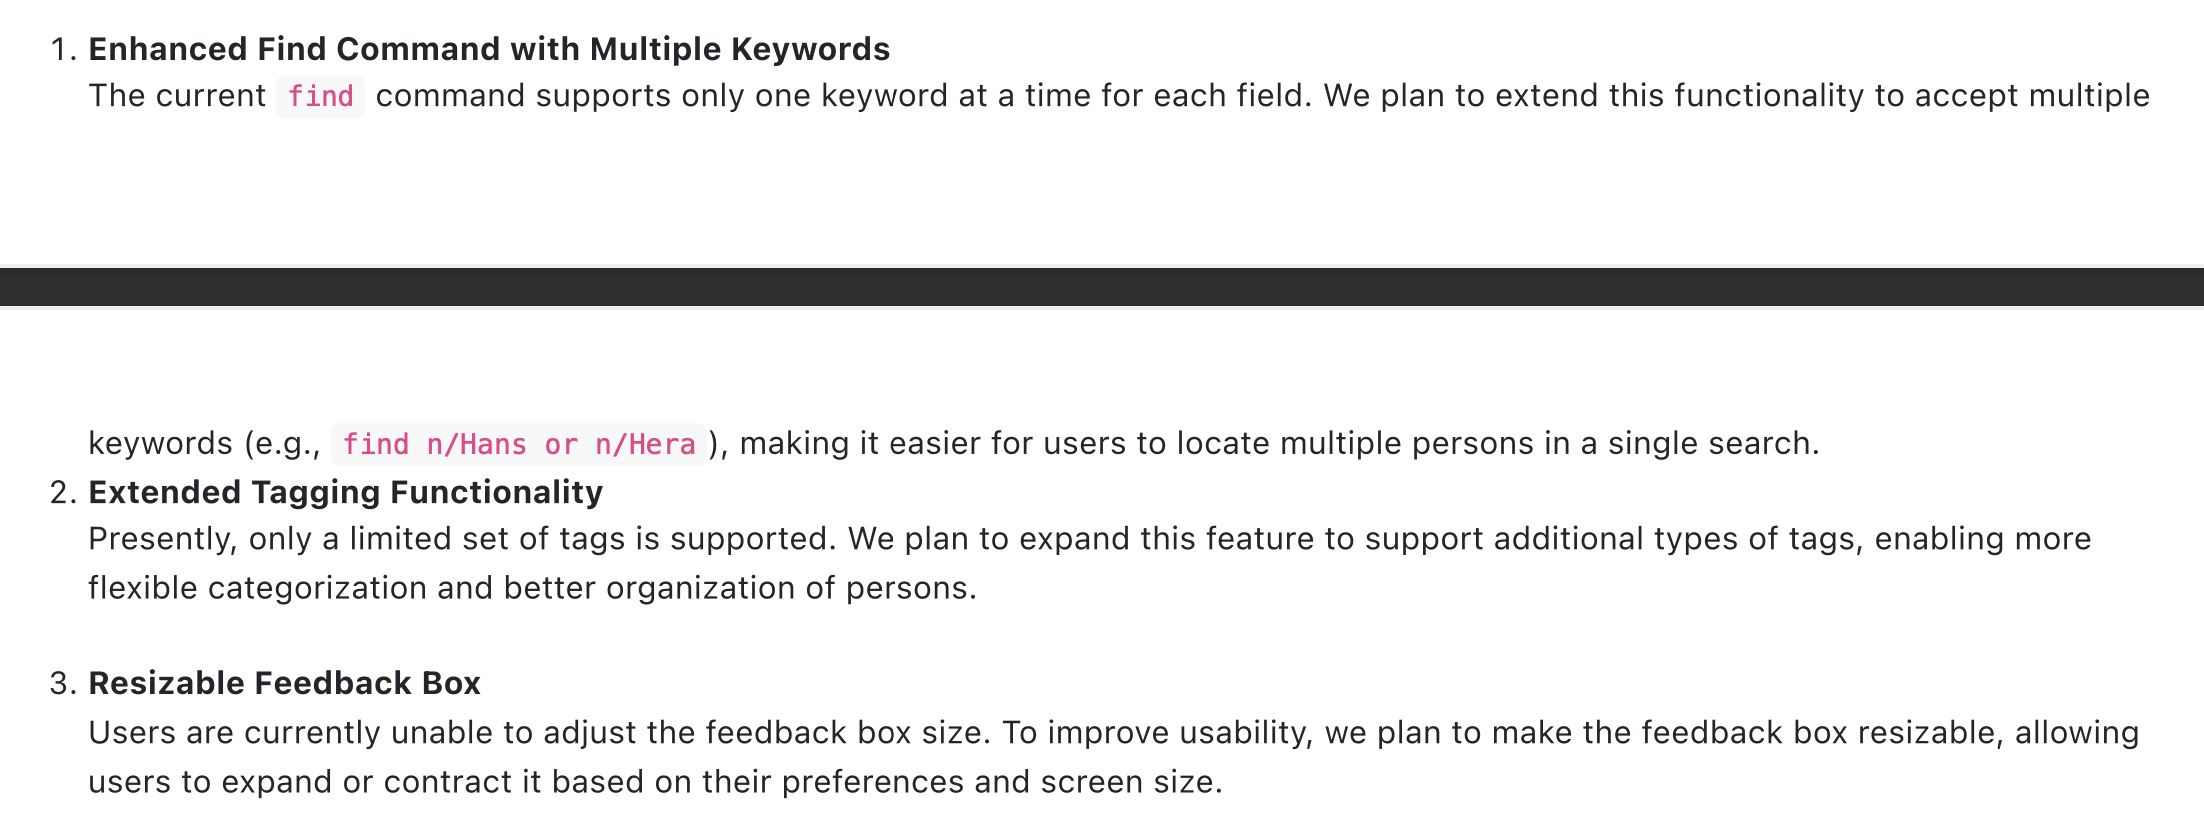 1. Enhanced Find Command with Multiple Keywords
The current find command supports only one keyword at a time for each field. We plan to extend this functionality to accept multiple
keywords (e.g., find n/Hans or n/Hera), making it easier for users to locate multiple persons in a single search.
2. Extended Tagging Functionality
Presently, only a limited set of tags is supported. We plan to expand this feature to support additional types of tags, enabling more
flexible categorization and better organization of persons.
3. Resizable Feedback Box
Users are currently unable to adjust the feedback box size. To improve usability, we plan to make the feedback box resizable, allowing
users to expand or contract it based on their preferences and screen size.